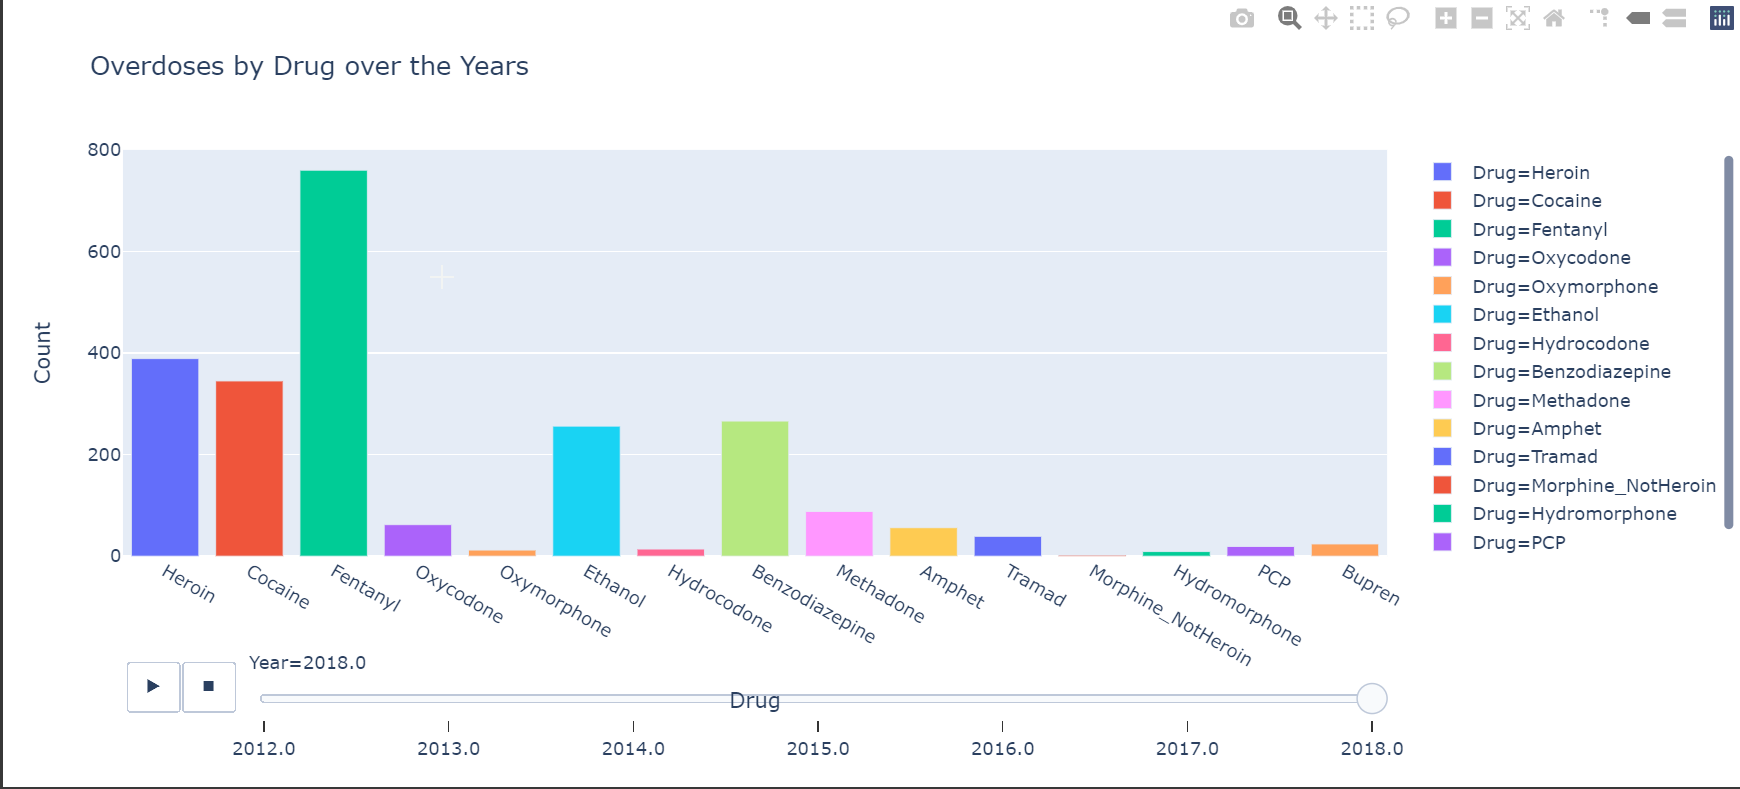 Overdoses by Drug over the Years
800
600
400
200
0
Count
Heroin
Cocaine
Fentanyl
Oxycodone
Oxymorphone
Ethanol
Hydrocodone
Benzodiazepine
Methadone
Amphet
Tramad
Morphine_NotHeroin
Hydromorphone
PCP
Bupren
Drug=Heroin
Drug=Cocaine
Drug=Fentanyl
Drug=Oxycodone
Drug=Oxymorphone
Drug=Ethanol
Drug=Hydrocodone
Drug=Benzodiazepine
Drug=Methadone
Drug=Amphet
Drug=Tramad
Drug=Morphine_NotHeroin
Drug=Hydromorphone
Drug=PCP
Year=2018.0
Drug
2012.0 2013.0 2014.0 2015.0 2016.0 2017.0 2018.0